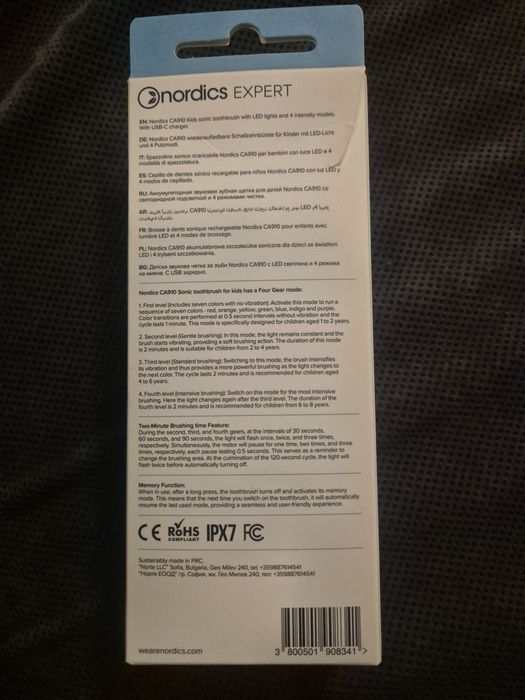 nordics EXPERT
EN: Nordics CA910 Kids sonic toothbrush with LED lights and 4 intensity modes.
With USB-C charger.
DE: Nordics CA910 wiederaufladbare Schallzahnbürste für Kinder mit LED-Licht
und 4 Putzmodi.
IT: Spazzolino sonico ricaricabile Nordics CA910 per bambini con luce LED e 4
modalità di spazzolatura.
ES: Cepillo de dientes sónico recargable para niños Nordics CA910 con luz LED y
4 modos de cepillado.
RU: Аккумуляторная звуковая зубная щетка для детей Nordics CA910 со
светодиодной подсветкой и 4 режимами чистки.
AR: CA910 LED
FR: Brosse à dents sonique rechargeable Nordics CA910 pour enfants avec
lumière LED et 4 modes de brossage.
PL: Nordics CA910 akumulatorowa szczoteczka soniczna dla dzieci ze światłem
LED i 4 trybami szczotkowania.
BG: Детска звукова четка за зъби Nordics CA910 с LED светлина и 4 режима
на миене. С USB зарядно.
Nordics CA910 Sonic toothbrush for kids has a Four Gear mode:
1. First level (Includes seven colors with no vibration): Activate this mode to run a
sequence of seven colors - red, orange, yellow, green, blue, indigo and purple.
Color transitions are performed at 0.5 second intervals without vibration and the
cycle lasts 1 minute. This mode is specifically designed for children aged 1 to 2 years.
2. Second level (Gentle brushing): In this mode, the light remains constant and the
brush starts vibrating, providing a soft brushing action. The duration of this mode
is 2 minutes and is suitable for children from 2 to 4 years.
3. Third level (Standard brushing): Switching to this mode, the brush intensifies
its vibration and thus provides a more powerful brushing as the light changes to
the next color. The cycle lasts 2 minutes and is recommended for children aged
4 to 6 years.
4. Fourth level (Intensive brushing): Switch on this mode for the most intensive
brushing. Here the light changes again after the third level. The duration of the
fourth level is 2 minutes and is recommended for children from 6 to 8 years.
Two-Minute Brushing time Feature:
During the second, third, and fourth gears, at the intervals of 30 seconds,
60 seconds, and 90 seconds, the light will flash once, twice, and three times,
respectively. Simultaneously, the motor will pause for one time, two times, and three
times, respectively, each pause lasting 0.5 seconds. This serves as a reminder to
change the brushing area. At the culmination of the 120-second cycle, the light will
flash twice before automatically turning off.
Memory Function:
When in use, after a long press, the toothbrush turns off and activates its memory
mode. This means that the next time you switch on the toothbrush, it will automatically
resume the last used mode, providing a seamless and user-friendly experience.
CE RoHS COMPLIANT IPX7 FC
Sustainably made in PRC.
"Norte LLC" Sofia, Bulgaria, Geo Milev 240, tel: +359887614541
"Норте ЕООД" гр. София, жк. Гео Милев 240, тел: +359887614541
wearenordics.com
3 800501 908341 >